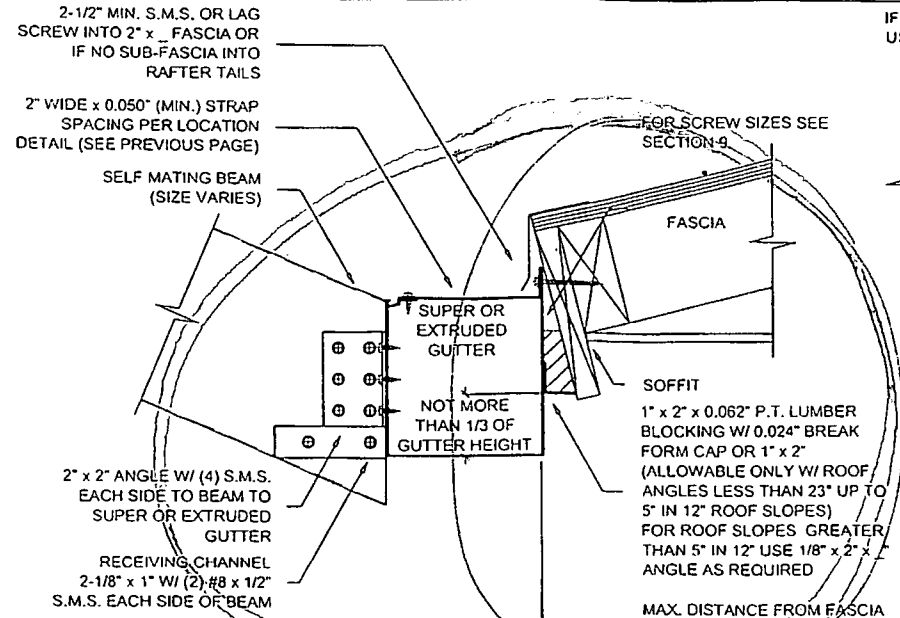 2-1/2" MIN. S.M.S. OR LAG
SCREW INTO 2" x _ FASCIA OR
IF NO SUB-FASCIA INTO
RAFTER TAILS
2" WIDE x 0.050" (MIN.) STRAP
SPACING PER LOCATION
DETAIL (SEE PREVIOUS PAGE)
SELF MATING BEAM
(SIZE VARIES)
IF
FOR SCREW SIZES SEE
SECTION 9
FASCIA
SUPER OR
EXTRUDED
GUTTER
NOT MORE
THAN 1/3 OF
GUTTER HEIGHT
2" x 2" ANGLE W/ (4) S.M.S.
EACH SIDE TO BEAM TO
SUPER OR EXTRUDED
GUTTER
RECEIVING CHANNEL
2-1/8" x 1" W/ (2) #8 x 1/2"
S.M.S. EACH SIDE OF BEAM
SOFFIT
1" x 2" x 0.062" P.T. LUMBER
BLOCKING W/ 0.024" BREAK
FORM CAP OR 1" x 2"
(ALLOWABLE ONLY W/ ROOF
ANGLES LESS THAN 23° UP TO
5" IN 12" ROOF SLOPES)
FOR ROOF SLOPES GREATER
THAN 5" IN 12" USE 1/8" x 2" x _"
ANGLE AS REQUIRED
MAX. DISTANCE FROM FASCIA